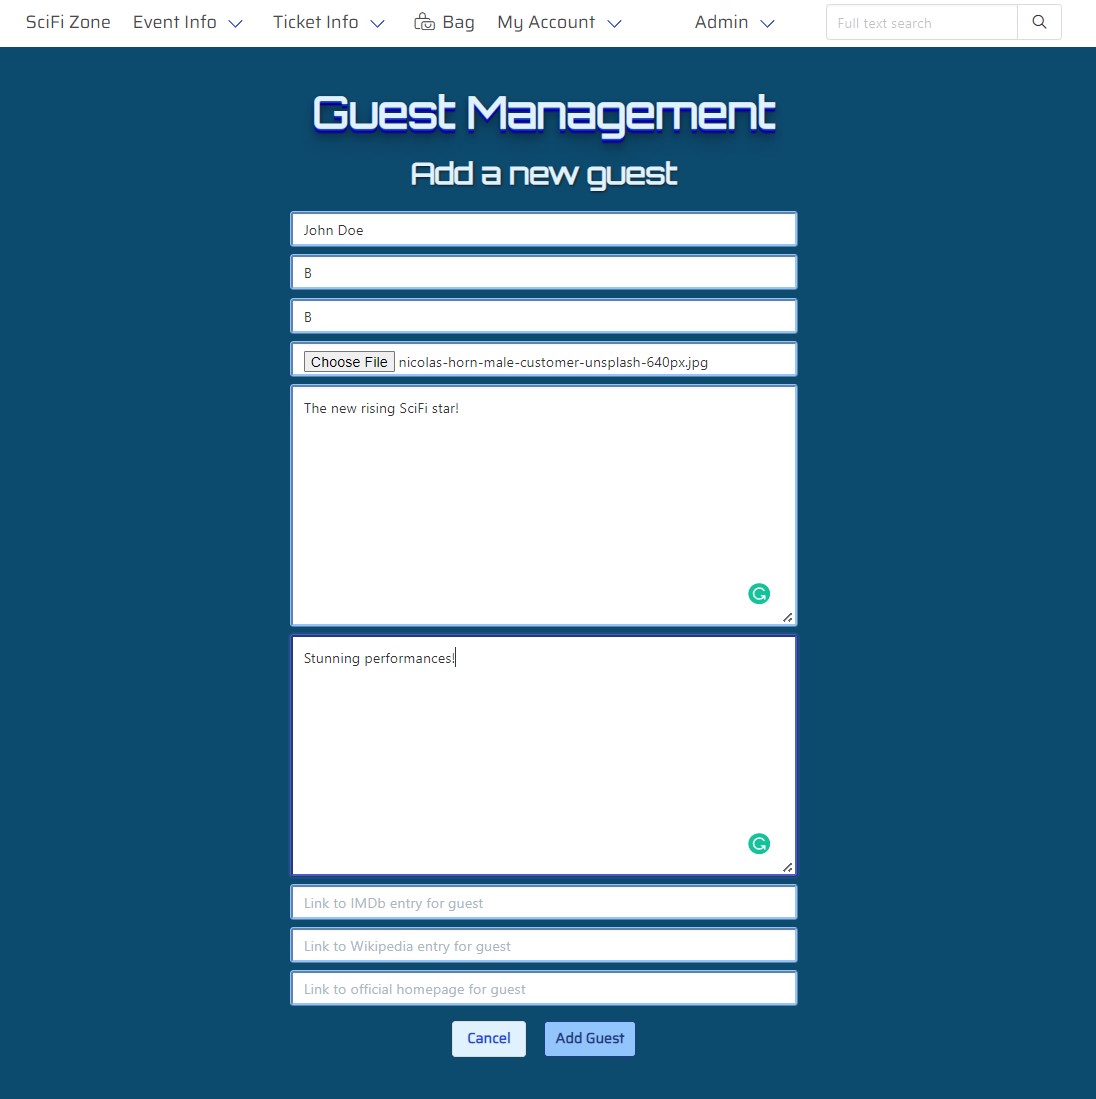 SciFi Zone Event Info Ticket Info Bag My Account Admin Full text search
Guest Management
Add a new guest
John Doe
B
B
Choose File nicolas-horn-male-customer-unsplash-640px.jpg
The new rising SciFi star!
Stunning performances!
Link to IMDb entry for guest
Link to Wikipedia entry for guest
Link to official homepage for guest
Cancel Add Guest